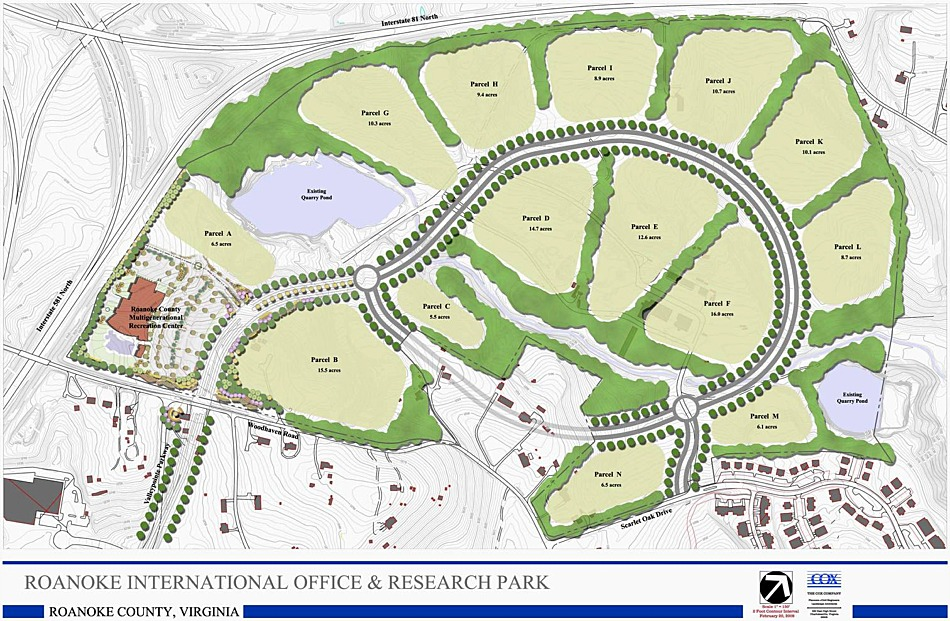 Interstate 81 North
Parcel I
8.9 acres
Parcel H
9.4 acres
Parcel J
10.7 acres
Parcel G
10.3 acres
Parcel K
10.1 acres
Existing
Quarry Pond
Parcel A
6.5 acres
Parcel D
14.7 acres
Parcel E
12.6 acres
Parcel L
8.7 acres
Interstate 581 North
Roanoke County
Multigenerational
Recreation Center
Parcel C
5.5 acres
Parcel F
16.0 acres
Parcel B
15.5 acres
Existing
Quarry Pond
Parcel M
6.1 acres
Woodhaven Road
Valleypointe Parkway
Parcel N
6.5 acres
Scarlet Oak Drive
ROANOKE INTERNATIONAL OFFICE & RESEARCH PARK
ROANOKE COUNTY, VIRGINIA
COX
THE COX COMPANY